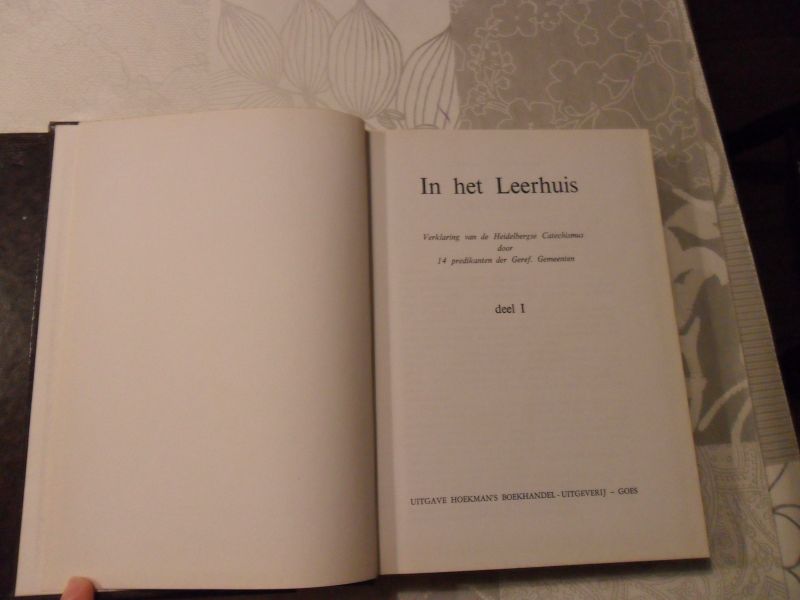 In het Leerhuis
Verklaring van de Heidelbergse Catechismus
door
14 predikanten der Geref. Gemeenten
deel I
UITGAVE HOEKMAN'S BOEKHANDEL-UITGEVERIJ – GOES